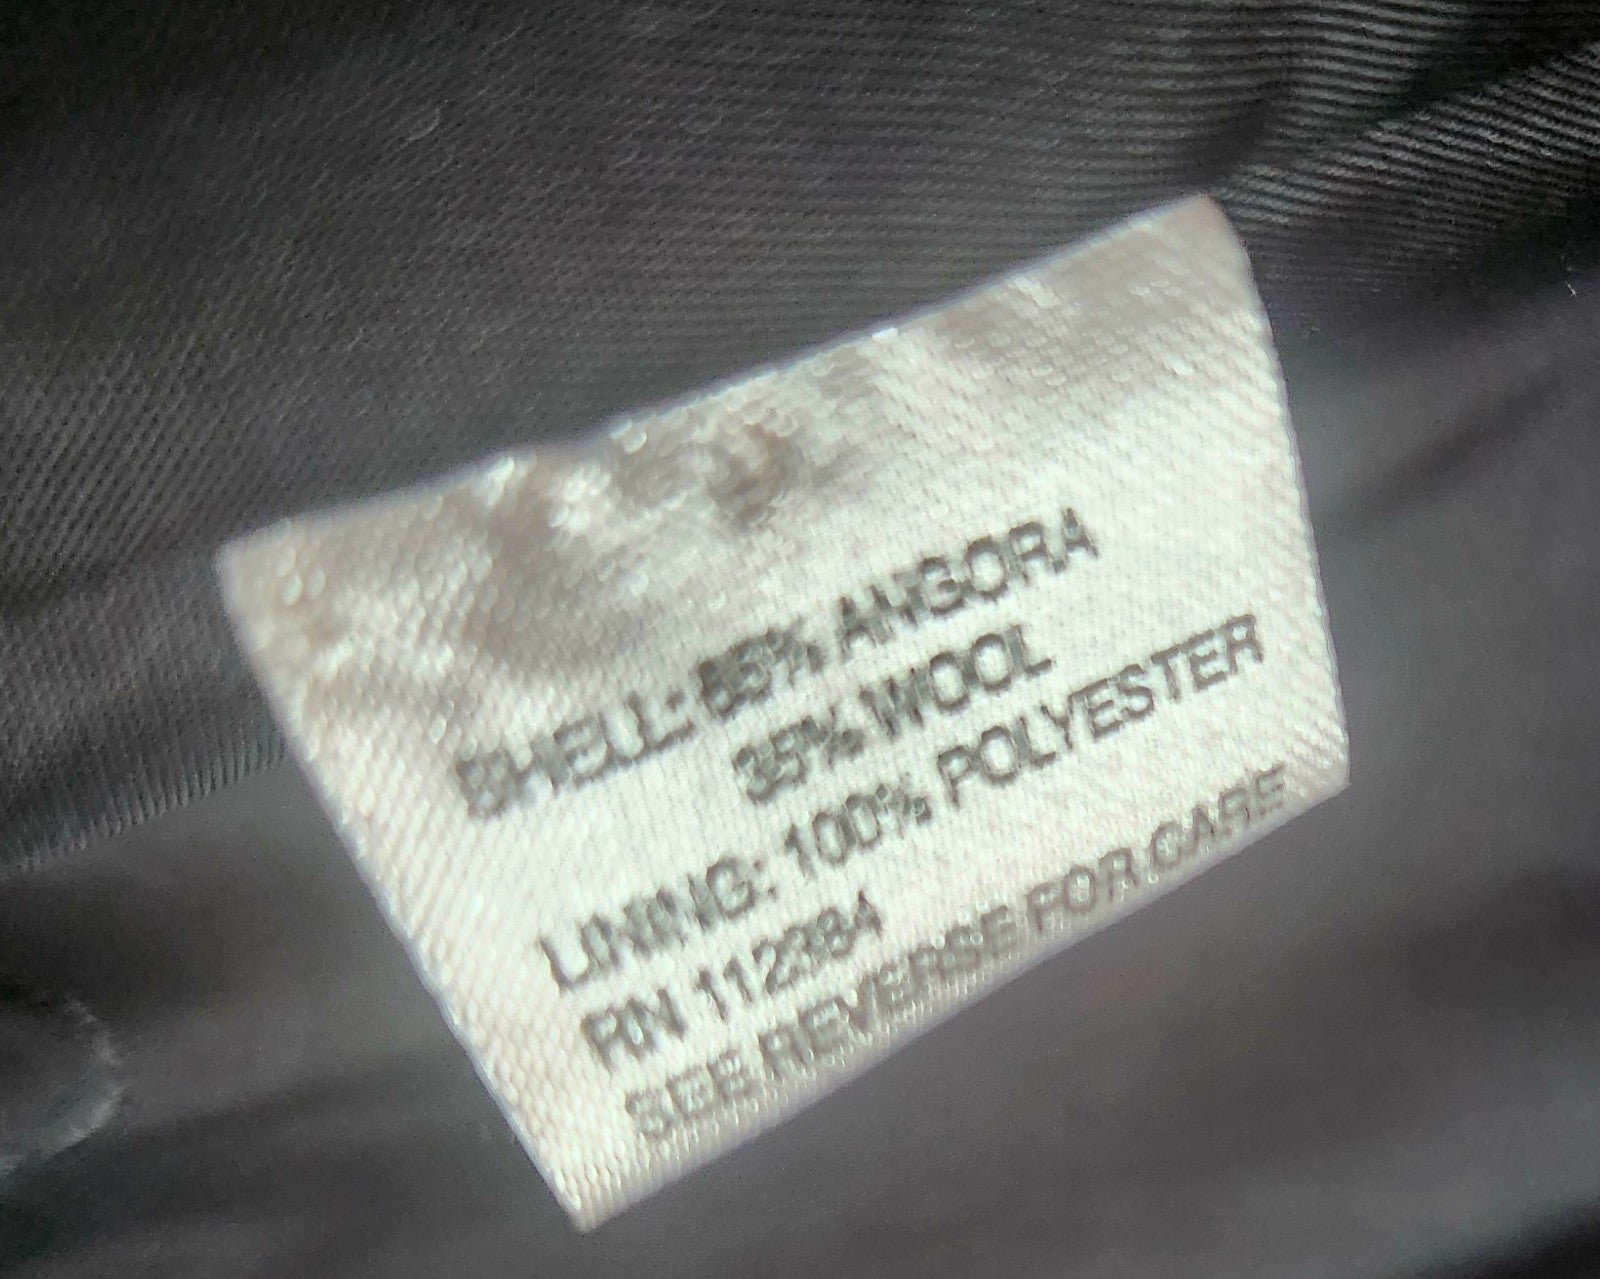 SHELL: 65% ANGORA
35% WOOL
LINING: 100% POLYESTER
RN 112384
SEE REVERSE FOR CARE